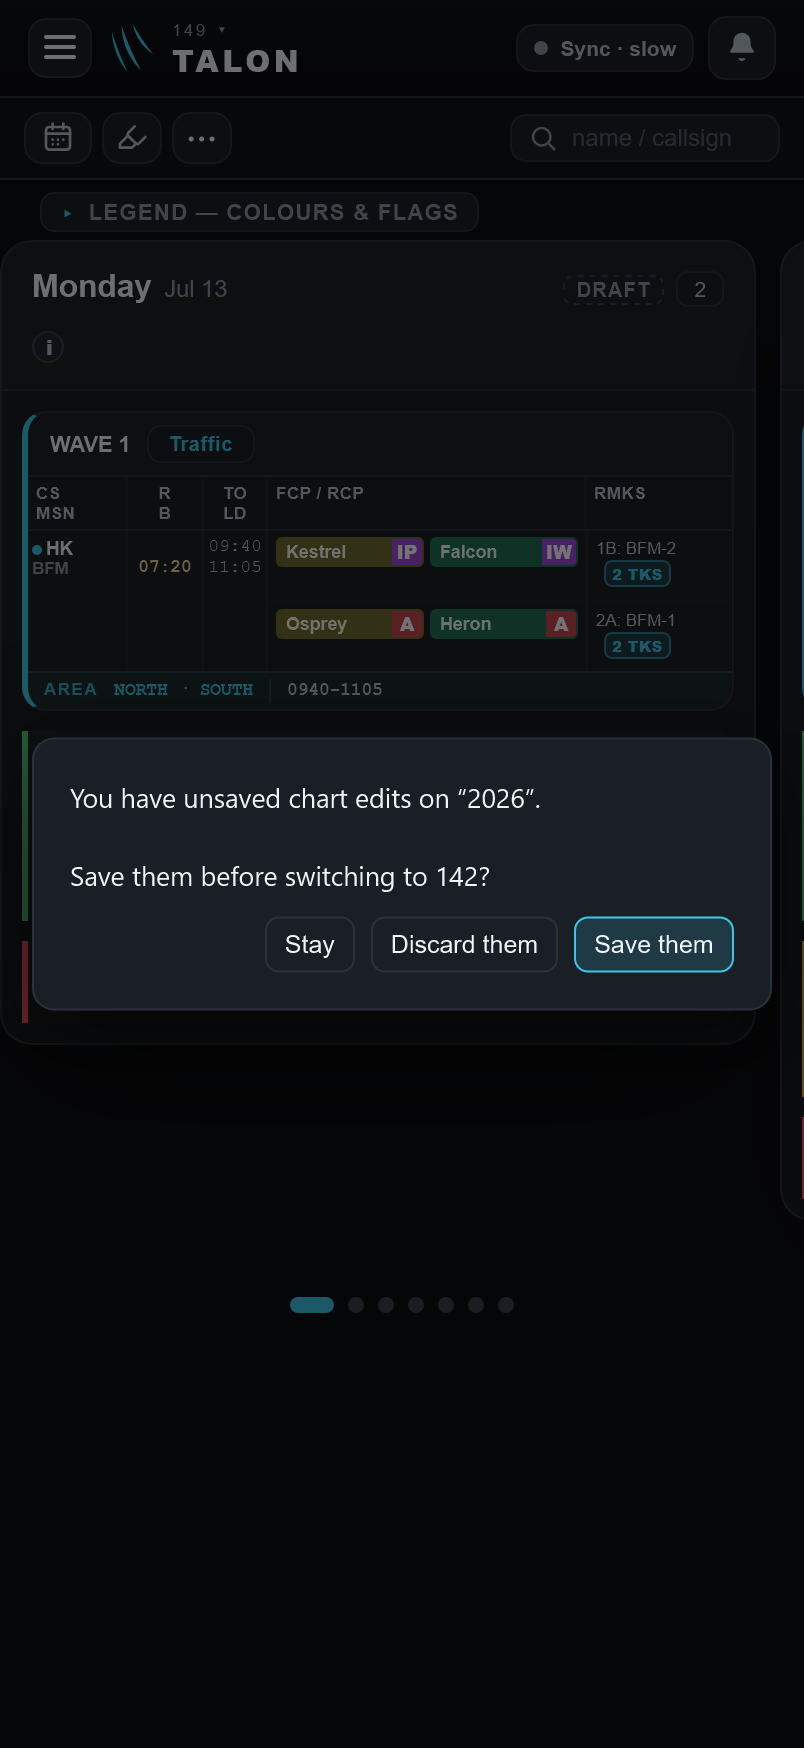 149 ▾
TALON
Sync · slow
name / callsign
▸ LEGEND — COLOURS & FLAGS
Monday Jul 13
DRAFT 2
i
WAVE 1 Traffic
CS MSN R B TO LD FCP / RCP RMKS
HK BFM 07:20 09:40 11:05 Kestrel IP Falcon IW 1B: BFM-2 2 TKS
Osprey A Heron A 2A: BFM-1 2 TKS
AREA NORTH · SOUTH 0940–1105
You have unsaved chart edits on “2026”.
Save them before switching to 142?
Stay Discard them Save them